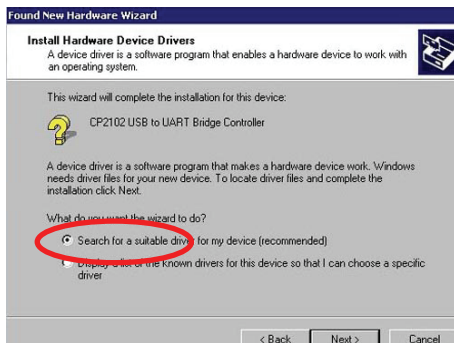 Found New Hardware Wizard
Install Hardware Device Drivers
A device driver is a software program that enables a hardware device to work with
an operating system.
This wizard will complete the installation for this device:
CP2102 USB to UART Bridge Controller
A device driver is a software program that makes a hardware device work. Windows
needs driver files for your new device. To locate driver files and complete the
installation click Next.
What do you want the wizard to do?
Search for a suitable driver for my device (recommended)
Display a list of the known drivers for this device so that I can choose a specific
driver
< Back Next > Cancel